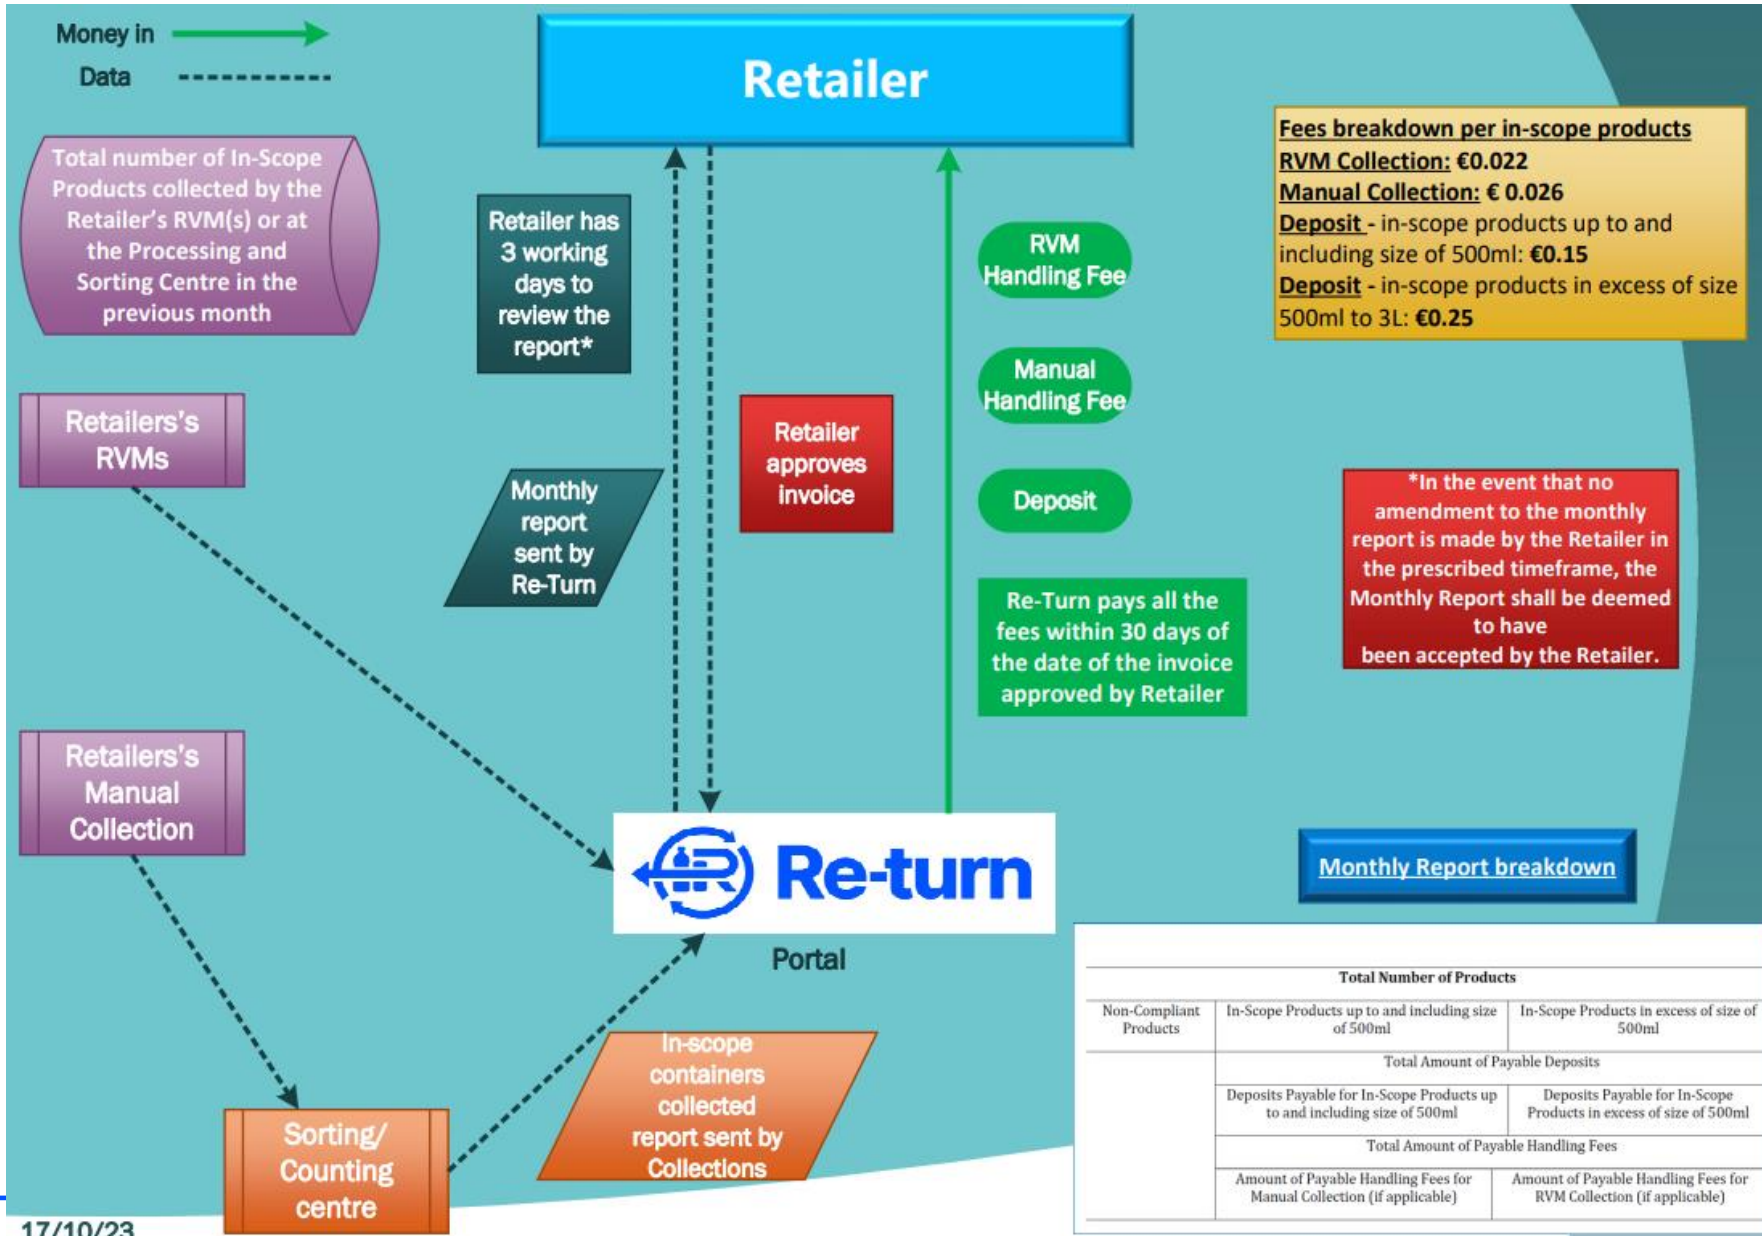 Money in
Data
Retailer
Total number of In-Scope
Products collected by the
Retailer's RVM(s) or at
the Processing and
Sorting Centre in the
previous month
Retailer has
3 working
days to
review the
report*
RVM
Handling Fee
Manual
Handling Fee
Deposit
Fees breakdown per in-scope products
RVM Collection: €0.022
Manual Collection: € 0.026
Deposit - in-scope products up to and
including size of 500ml: €0.15
Deposit - in-scope products in excess of size
500ml to 3L: €0.25
Retailers's
RVMs
Retailer
approves
invoice
Monthly
report
sent by
Re-Turn
*In the event that no
amendment to the monthly
report is made by the Retailer in
the prescribed timeframe, the
Monthly Report shall be deemed
to have
been accepted by the Retailer.
Re-Turn pays all the
fees within 30 days of
the date of the invoice
approved by Retailer
Retailers's
Manual
Collection
Re-turn
Portal
Monthly Report breakdown
Total Number of Products
Non-Compliant
Products
In-Scope Products up to and including size
of 500ml
In-Scope Products in excess of size of
500ml
Total Amount of Payable Deposits
Deposits Payable for In-Scope Products up
to and including size of 500ml
Deposits Payable for In-Scope
Products in excess of size of 500ml
Total Amount of Payable Handling Fees
Amount of Payable Handling Fees for
Manual Collection (if applicable)
Amount of Payable Handling Fees for
RVM Collection (if applicable)
In-scope
containers
collected
report sent by
Collections
Sorting/
Counting
centre
17/10/23